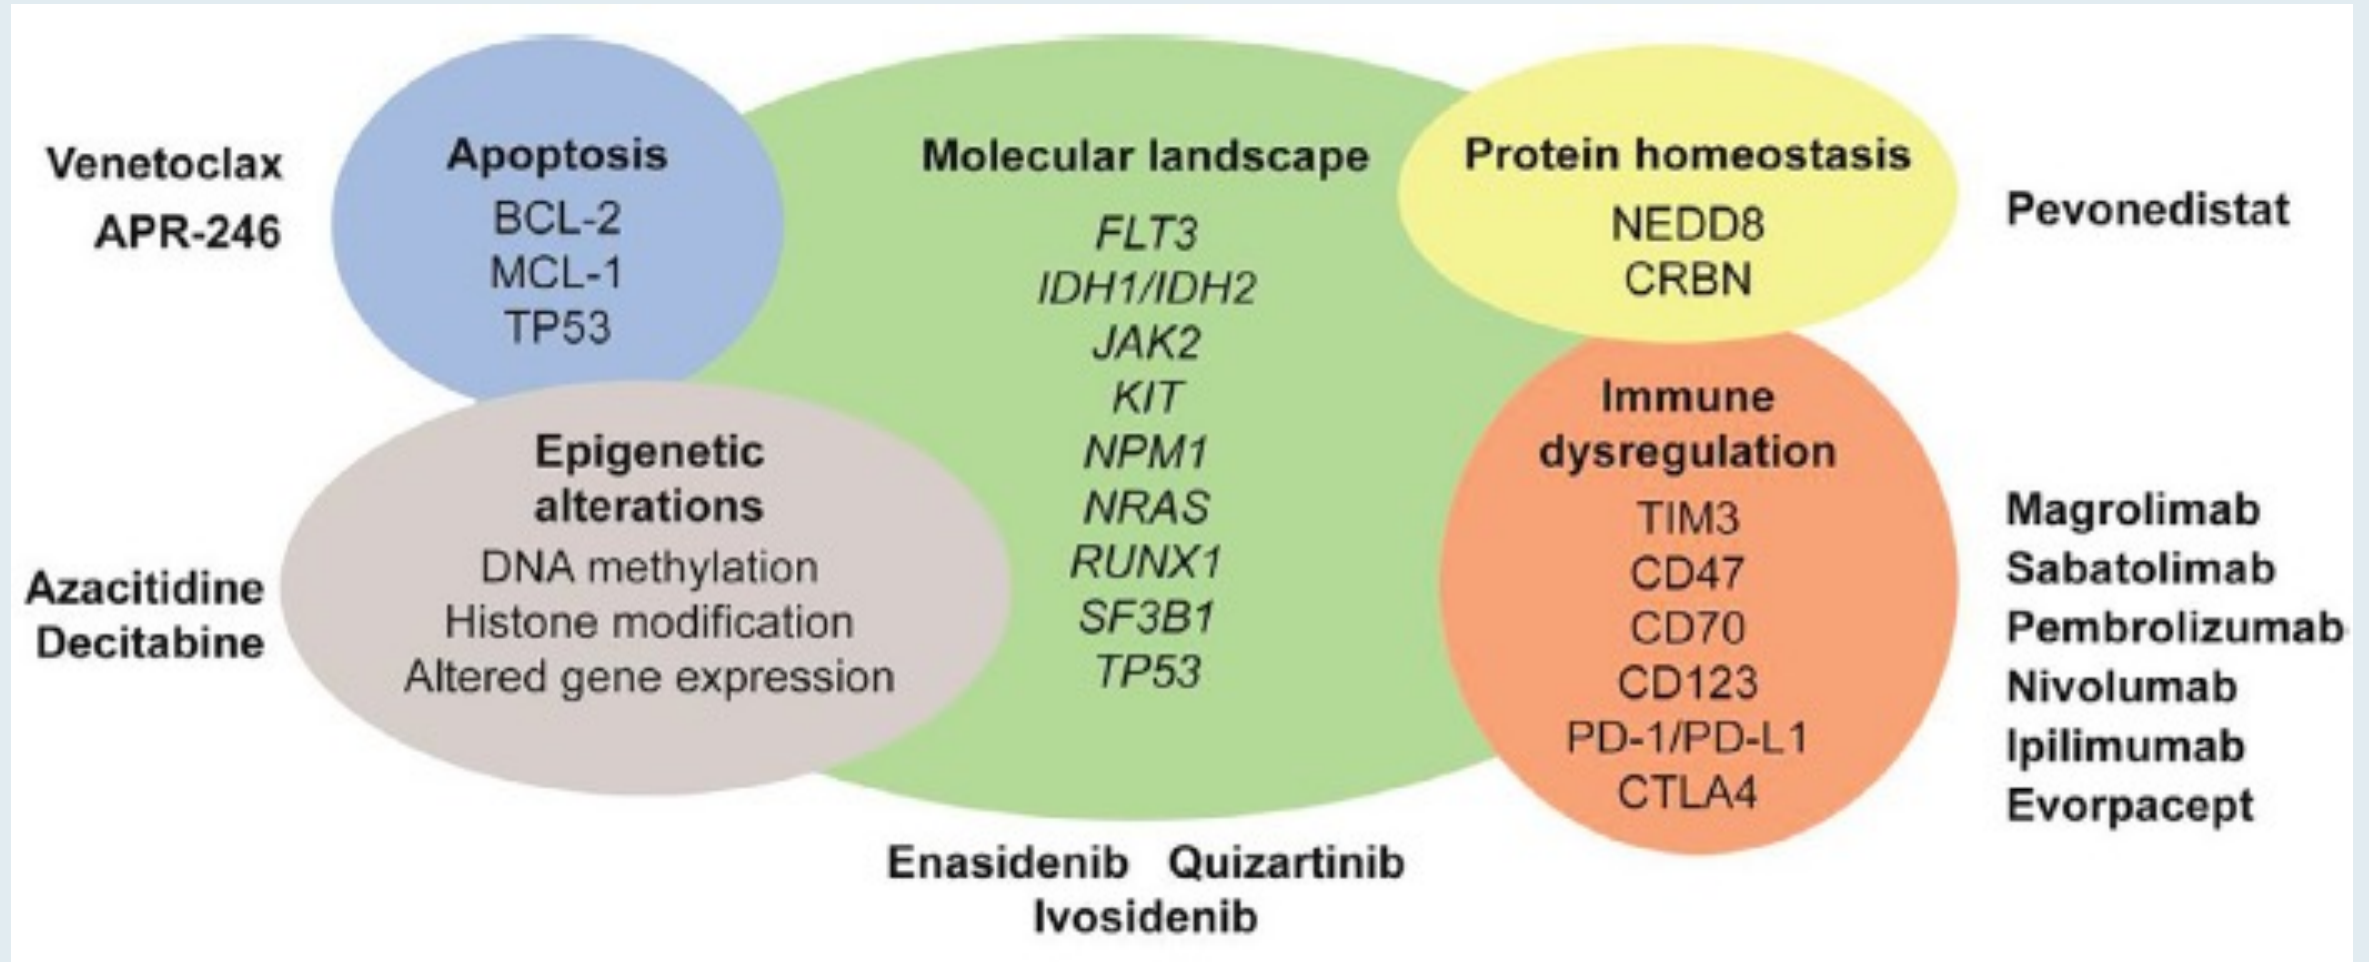 Venetoclax
APR-246
Apoptosis
BCL-2
MCL-1
TP53
Molecular landscape
FLT3
IDH1/IDH2
JAK2
KIT
NPM1
NRAS
RUNX1
SF3B1
TP53
Protein homeostasis
NEDD8
CRBN
Pevonedistat
Epigenetic
alterations
DNA methylation
Histone modification
Altered gene expression
Azacitidine
Decitabine
Immune
dysregulation
TIM3
CD47
CD70
CD123
PD-1/PD-L1
CTLA4
Magrolimab
Sabatolimab
Pembrolizumab
Nivolumab
Ipilimumab
Evorpacept
Enasidenib Quizartinib
Ivosidenib